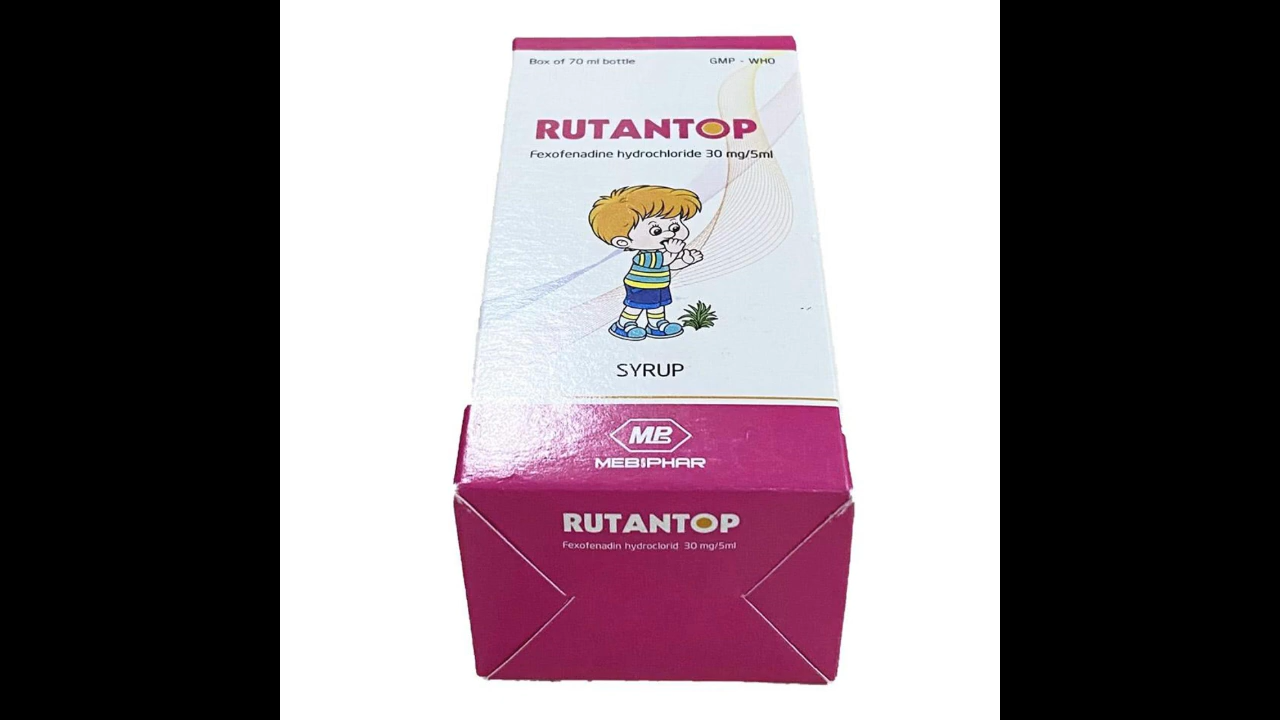 Box of 70 ml bottle GMP - WHO
RUTANTOP
Fexofenadine hydrochloride 30 mg/5ml
SYRUP
MP
MEBIPHAR
RUTANTOP
Fexofenadin hydroclorid 30 mg/5ml